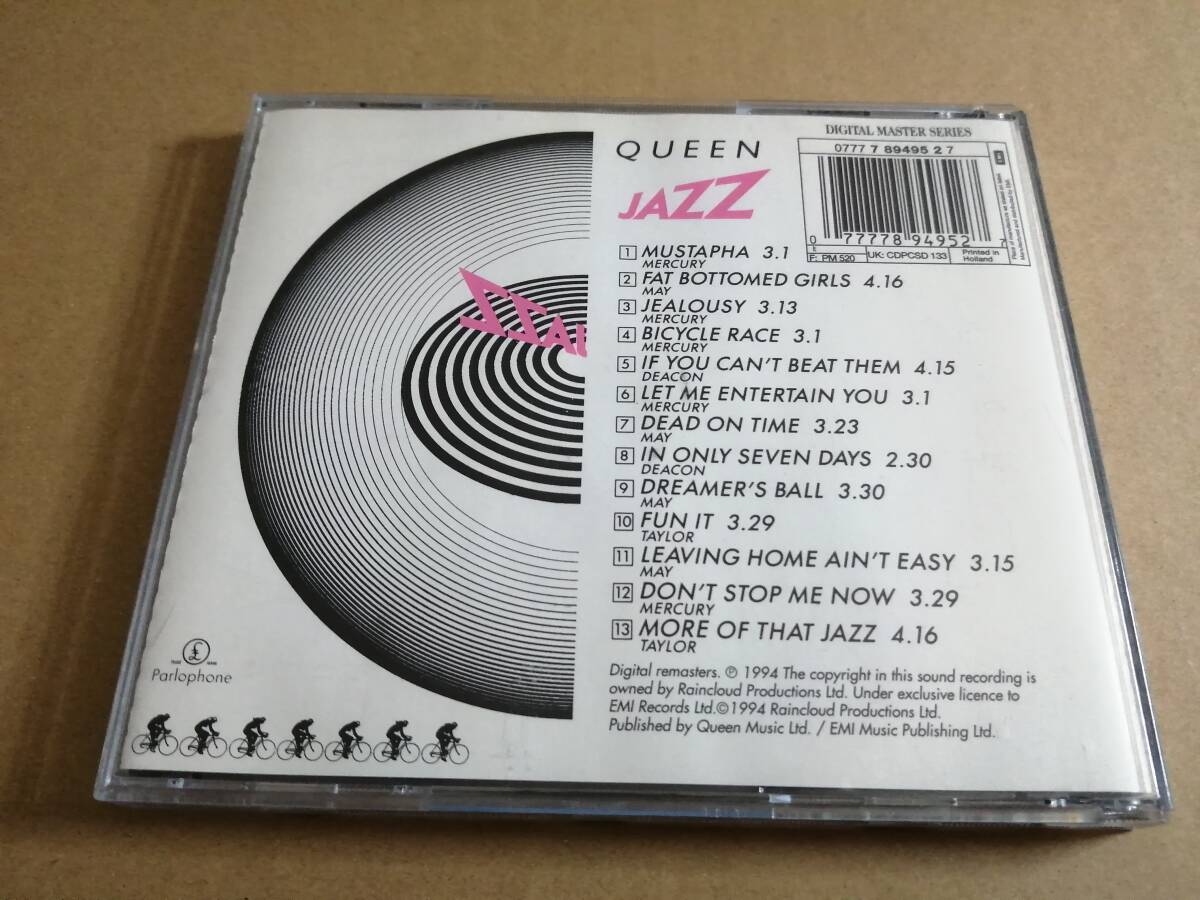 QUEEN
JAZZ
1 MUSTAPHA 3.1
MERCURY
2 FAT BOTTOMED GIRLS 4.16
MAY
3 JEALOUSY 3.13
MERCURY
4 BICYCLE RACE 3.1
MERCURY
5 IF YOU CAN'T BEAT THEM 4.15
DEACON
6 LET ME ENTERTAIN YOU 3.1
MERCURY
7 DEAD ON TIME 3.23
MAY
8 IN ONLY SEVEN DAYS 2.30
DEACON
9 DREAMER'S BALL 3.30
MAY
10 FUN IT 3.29
TAYLOR
11 LEAVING HOME AIN'T EASY 3.15
MAY
12 DON'T STOP ME NOW 3.29
MERCURY
13 MORE OF THAT JAZZ 4.16
TAYLOR
Digital remasters. ℗ 1994 The copyright in this sound recording is
owned by Raincloud Productions Ltd. Under exclusive licence to
EMI Records Ltd.© 1994 Raincloud Productions Ltd.
Published by Queen Music Ltd. / EMI Music Publishing Ltd.
DIGITAL MASTER SERIES
0777 7 89495 2 7
0 77778 94952 7
F: PM 520
UK: CDPCSD 133
Printed in
Holland
£
Parlophone